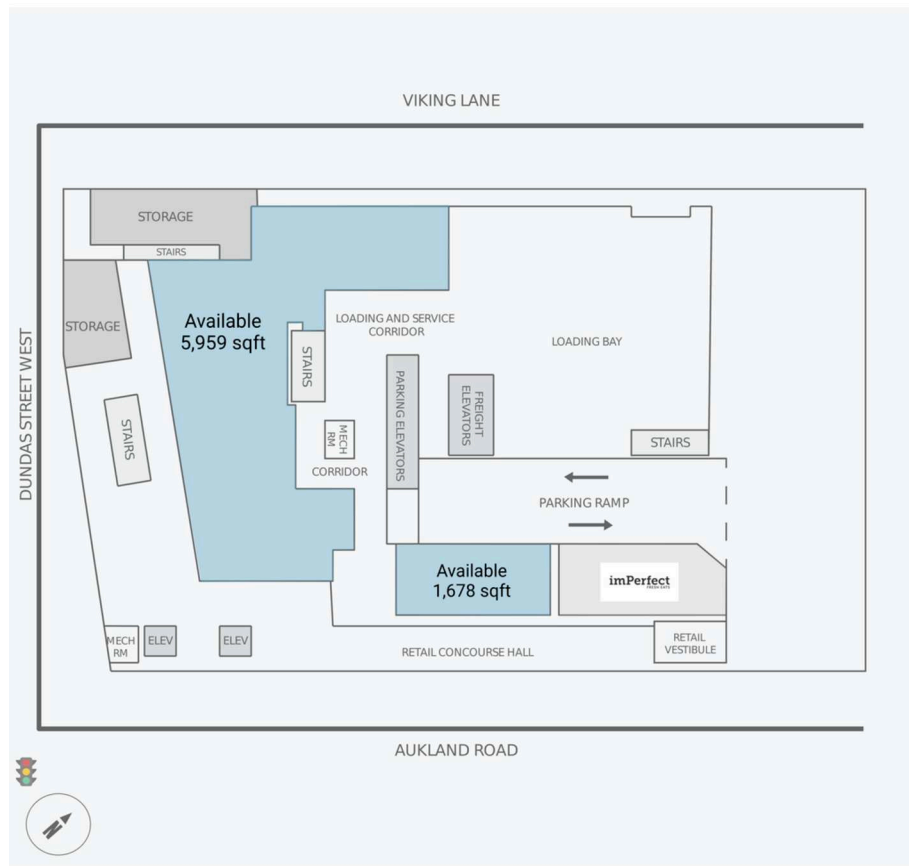 VIKING LANE
STORAGE
STAIRS
STORAGE
Available
5,959 sqft
LOADING AND SERVICE
CORRIDOR
LOADING BAY
STAIRS
DUNDAS STREET WEST
STAIRS
PARKING ELEVATORS
FREIGHT
ELEVATORS
MECH
RM
CORRIDOR
STAIRS
PARKING RAMP
Available
1,678 sqft
imPerfect
FRESH EATS
MECH
RM
ELEV
ELEV
RETAIL CONCOURSE HALL
RETAIL
VESTIBULE
AUKLAND ROAD
N